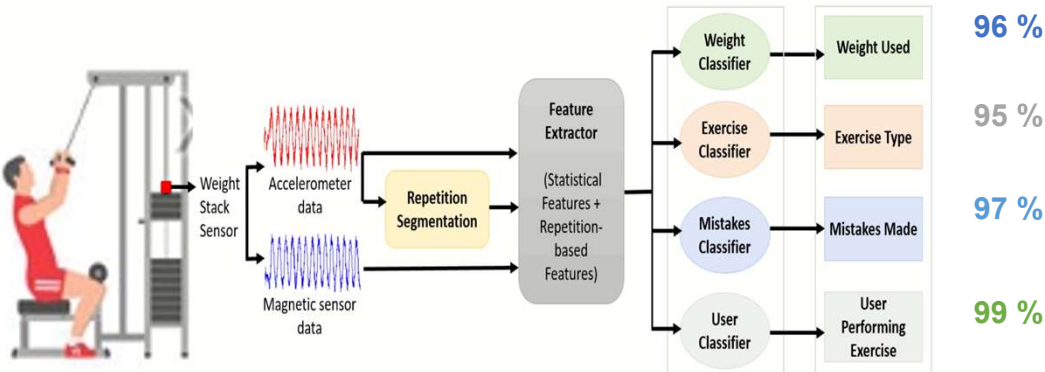 Weight
Stack
Sensor
Accelerometer
data
Magnetic sensor
data
Repetition
Segmentation
Feature
Extractor
(Statistical
Features +
Repetition-
based
Features)
Weight
Classifier
Weight Used
96 %
Exercise
Classifier
Exercise Type
95 %
Mistakes
Classifier
Mistakes Made
97 %
User
Classifier
User
Performing
Exercise
99 %